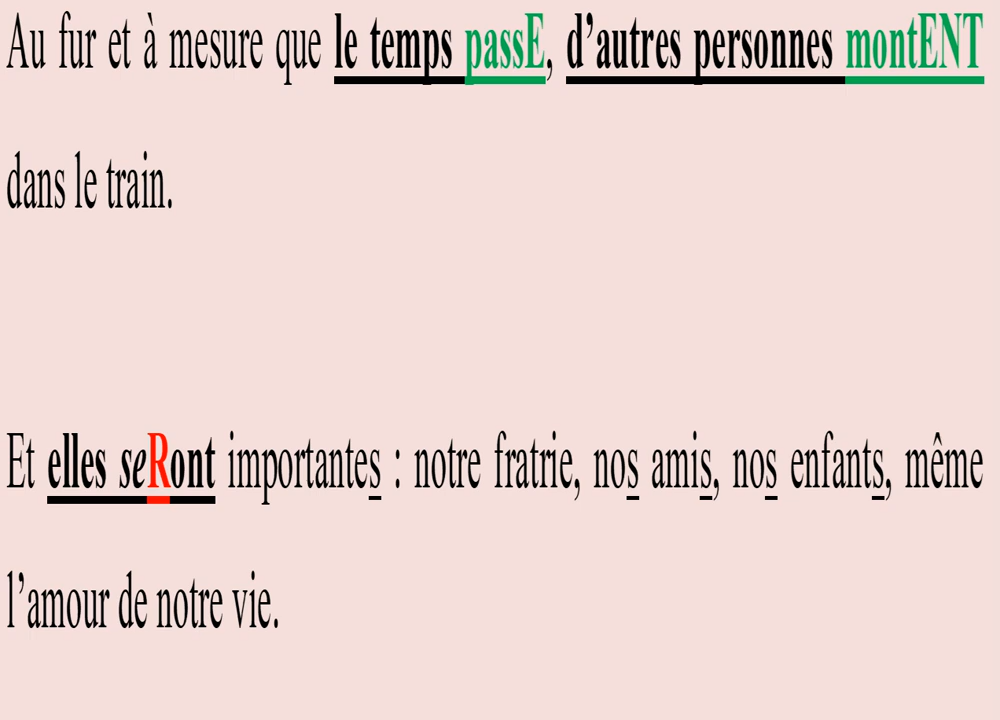 Au fur et à mesure que le temps passE, d’autres personnes montENT
dans le train.
Et elles seRont importantes : notre fratrie, nos amis, nos enfants, même
l’amour de notre vie.